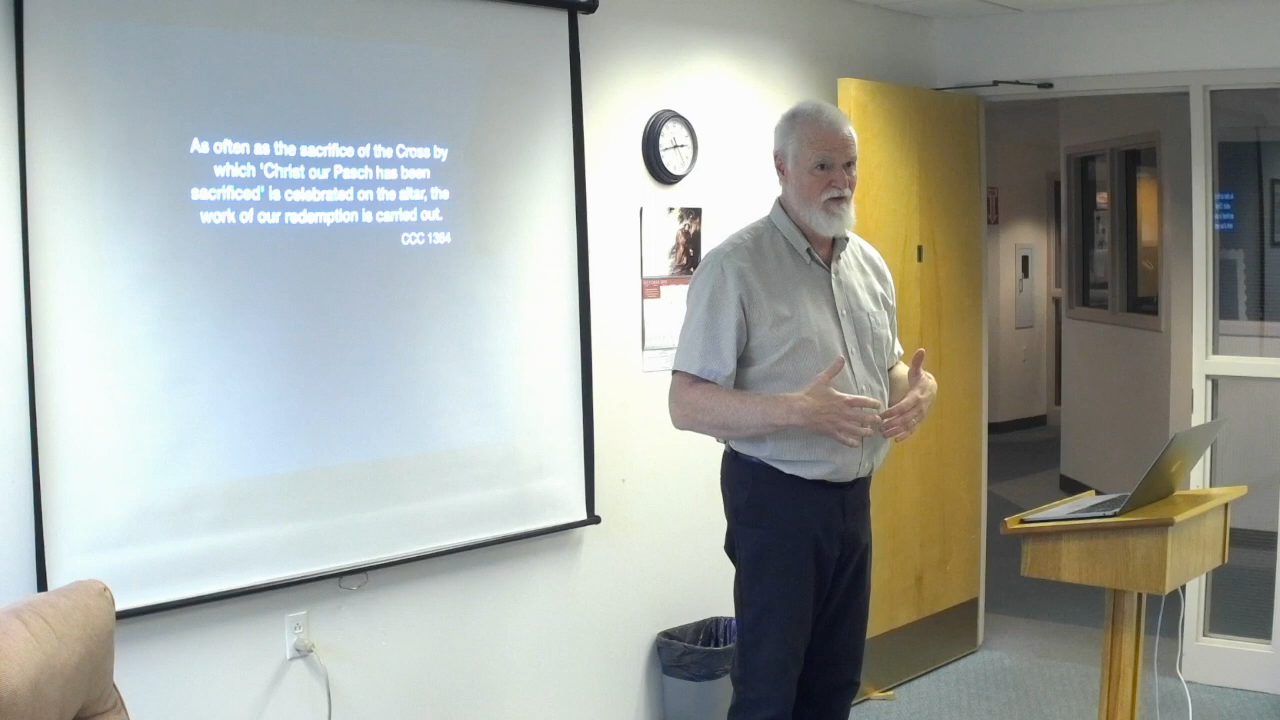 As often as the sacrifice of the Cross by
which 'Christ our Pasch has been
sacrificed' is celebrated on the altar, the
work of our redemption is carried out.
CCC 1364